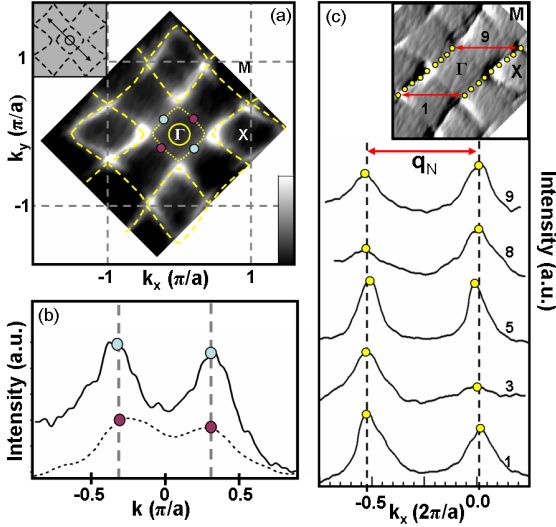 (a)
M
Γ
X
1
-1
k_y (π/a)
-1
1
k_x (π/a)
(b)
Intensity (a.u.)
-0.5
0
0.5
k (π/a)
(c)
M
9
Γ
X
1
q_N
9
8
5
3
1
Intensity (a.u.)
-0.5
0.0
k_x (2π/a)